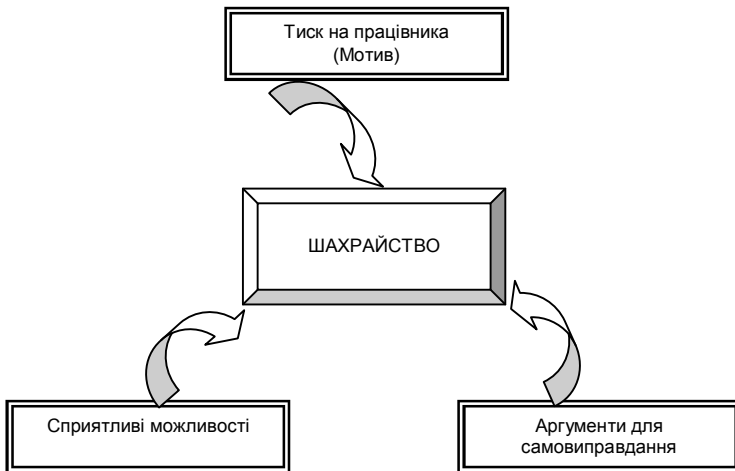 Тиск на працівника
(Мотив)
ШАХРАЙСТВО
Сприятливі можливості
Аргументи для
самовиправдання